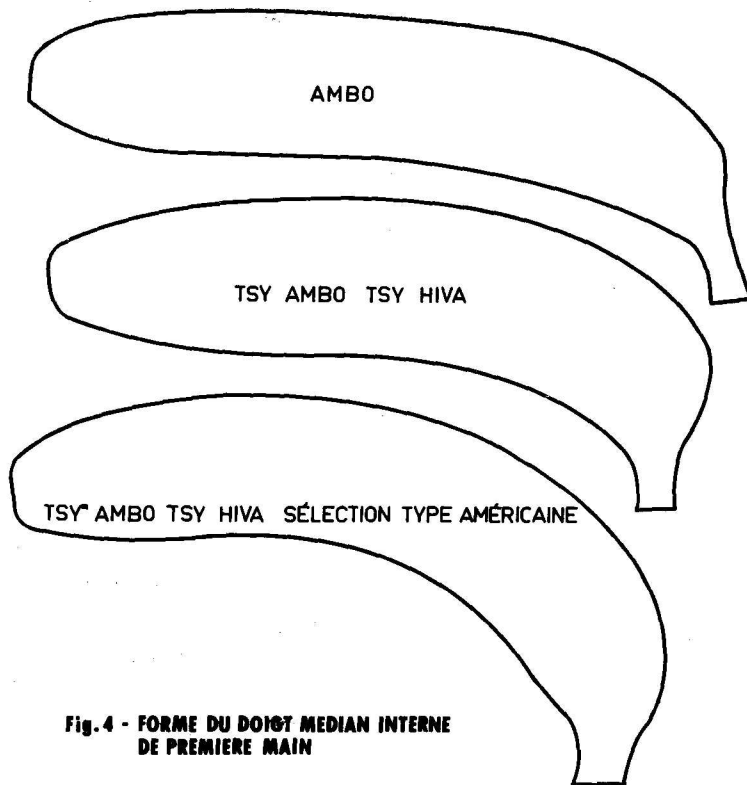 AMBO
TSY AMBO TSY HIVA
TSY AMBO TSY HIVA SÉLECTION TYPE AMÉRICAINE
Fig. 4 - FORME DU DOIGT MEDIAN INTERNE
DE PREMIERE MAIN